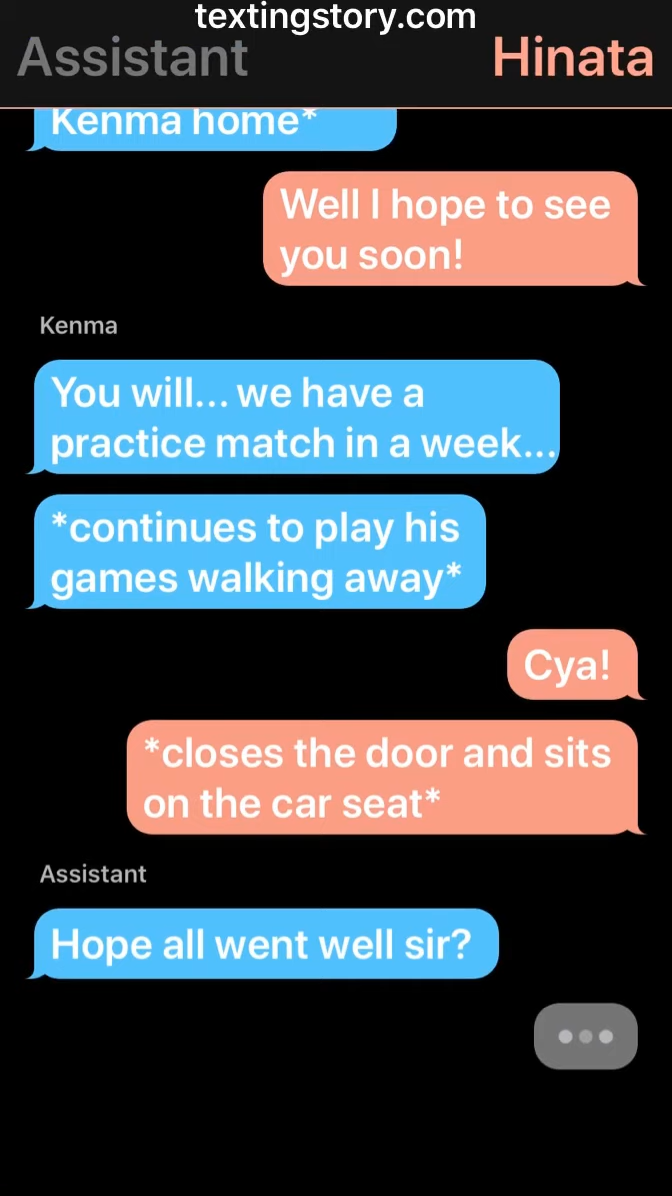 textingstory.com
Assistant
Hinata
Kenma home*
Well I hope to see
you soon!
Kenma
You will... we have a
practice match in a week...
*continues to play his
games walking away*
Cya!
*closes the door and sits
on the car seat*
Assistant
Hope all went well sir?